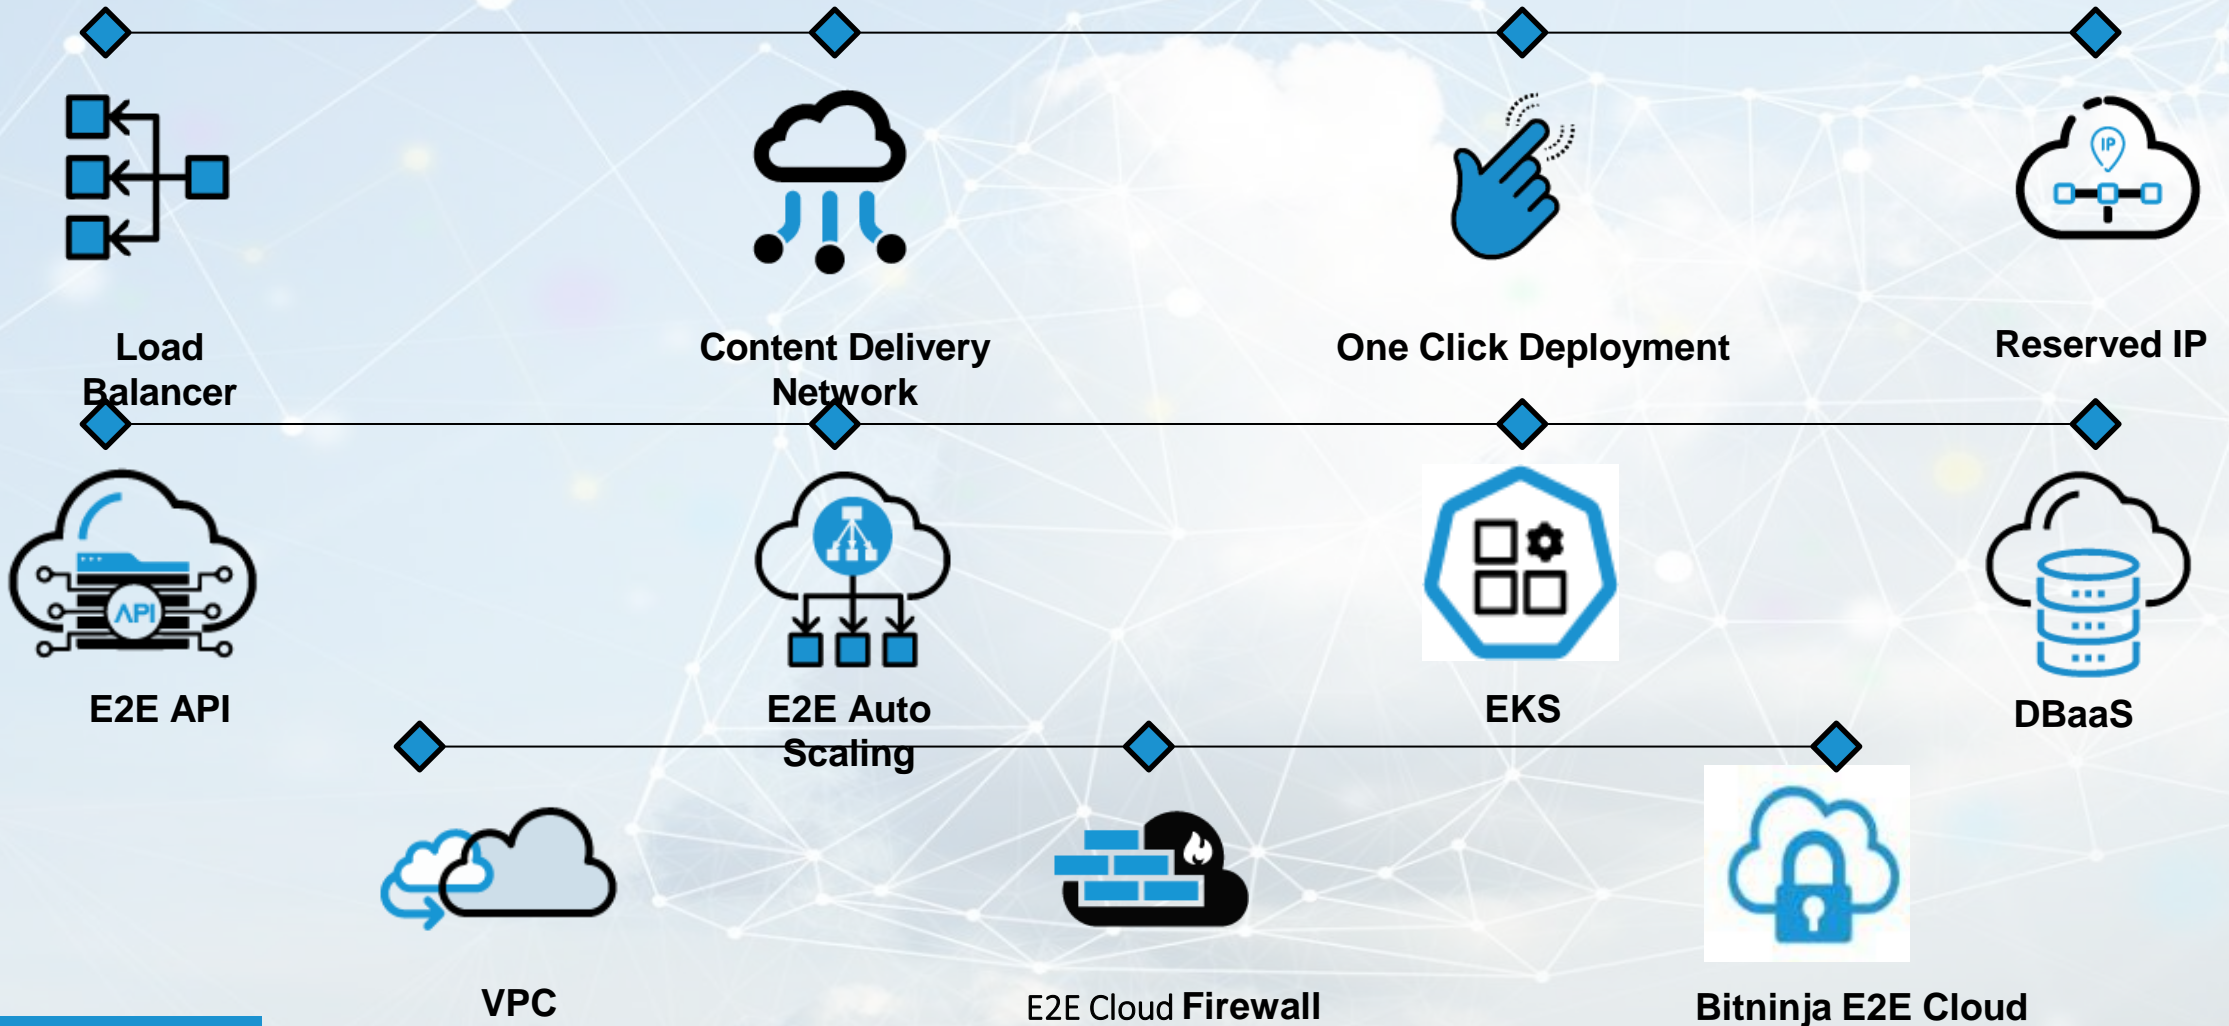 IP
Load
Balancer
Content Delivery
Network
One Click Deployment
Reserved IP
API
E2E API
E2E Auto
Scaling
EKS
DBaaS
VPC
E2E Cloud Firewall
Bitninja E2E Cloud